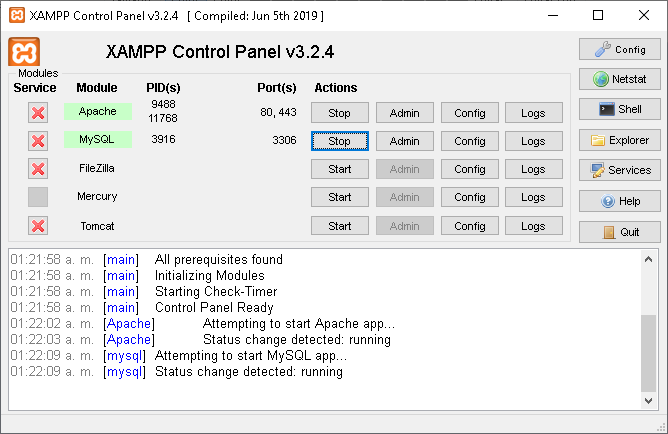 XAMPP Control Panel v3.2.4 [ Compiled: Jun 5th 2019 ]
XAMPP Control Panel v3.2.4
Config
Modules
Service Module PID(s) Port(s) Actions
Netstat
Apache 9488 11768 80, 443 Stop Admin Config Logs
Shell
MySQL 3916 3306 Stop Admin Config Logs
Explorer
FileZilla Start Admin Config Logs
Services
Mercury Start Admin Config Logs
Help
Tomcat Start Admin Config Logs
Quit
01:21:58 a. m. [main] All prerequisites found
01:21:58 a. m. [main] Initializing Modules
01:21:58 a. m. [main] Starting Check-Timer
01:21:58 a. m. [main] Control Panel Ready
01:22:02 a. m. [Apache] Attempting to start Apache app...
01:22:03 a. m. [Apache] Status change detected: running
01:22:09 a. m. [mysql] Attempting to start MySQL app...
01:22:09 a. m. [mysql] Status change detected: running